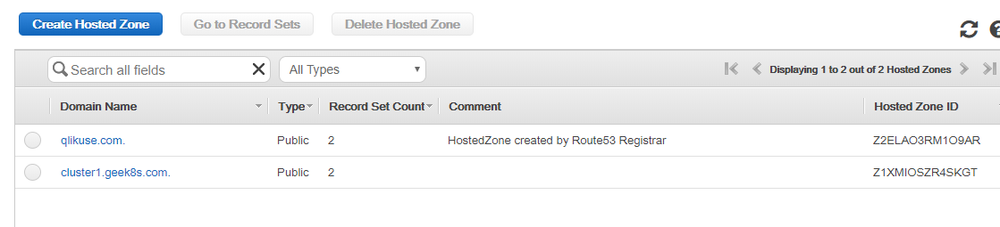 Create Hosted Zone Go to Record Sets Delete Hosted Zone
Search all fields All Types Displaying 1 to 2 out of 2 Hosted Zones
Domain Name Type Record Set Count Comment Hosted Zone ID
qlikuse.com. Public 2 HostedZone created by Route53 Registrar Z2ELAO3RM1O9AR
cluster1.geek8s.com. Public 2 Z1XMIOSZR4SKGT